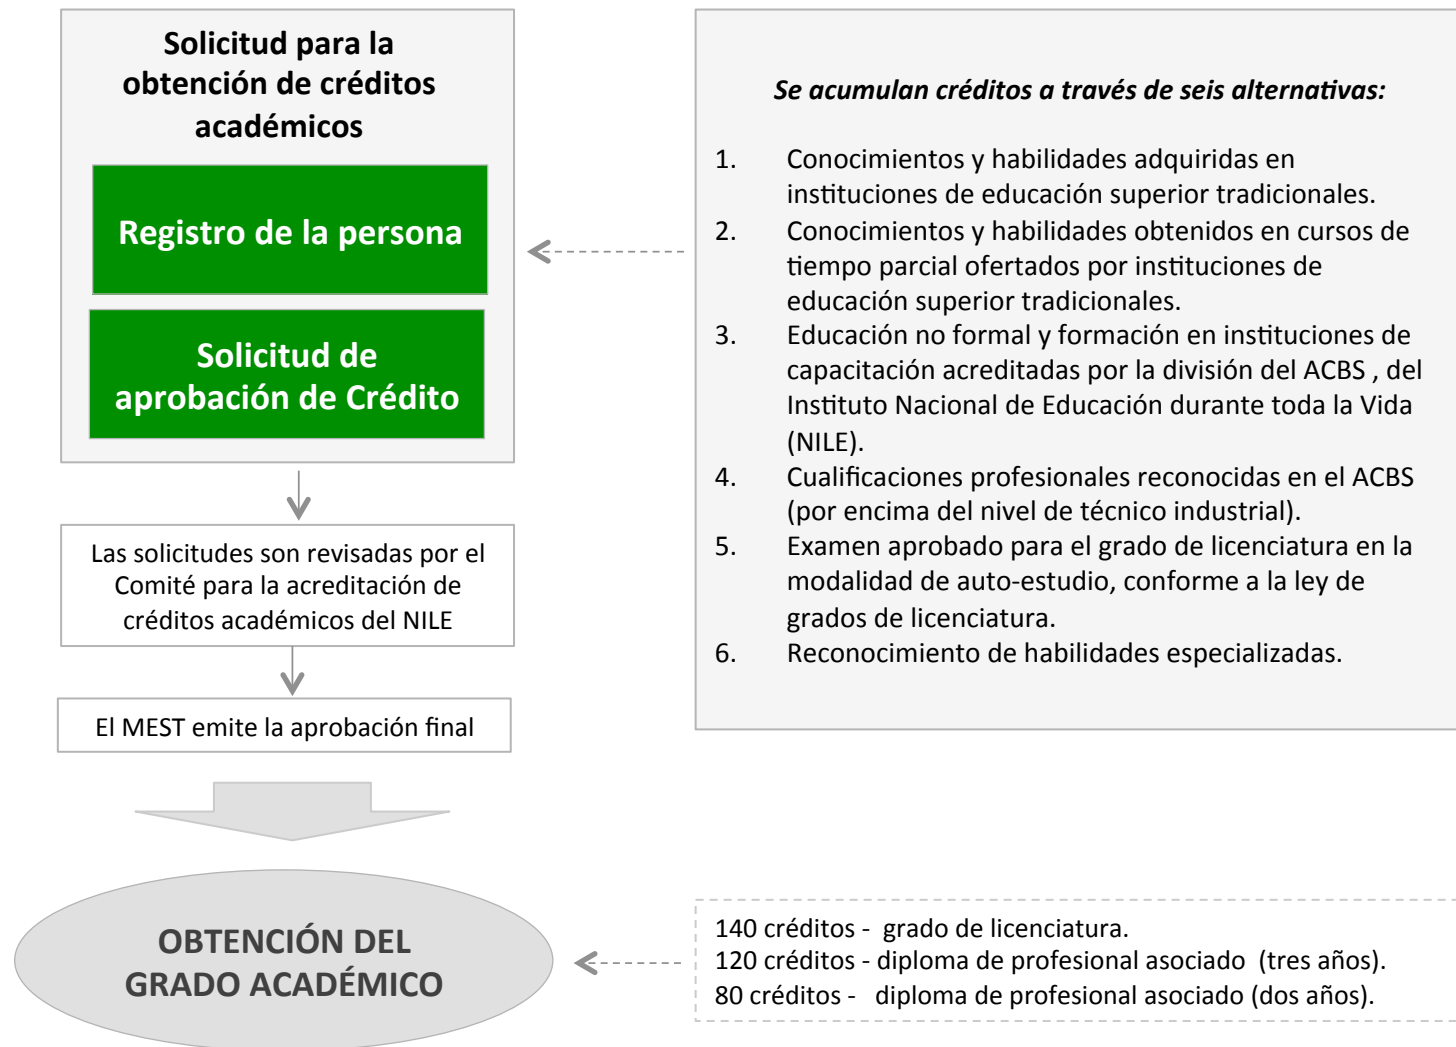 Solicitud para la
obtención de créditos
académicos
Registro de la persona
Solicitud de
aprobación de Crédito
Las solicitudes son revisadas por el
Comité para la acreditación de
créditos académicos del NILE
El MEST emite la aprobación final
OBTENCIÓN DEL
GRADO ACADÉMICO
Se acumulan créditos a través de seis alternativas:
1. Conocimientos y habilidades adquiridas en
instituciones de educación superior tradicionales.
2. Conocimientos y habilidades obtenidos en cursos de
tiempo parcial ofertados por instituciones de
educación superior tradicionales.
3. Educación no formal y formación en instituciones de
capacitación acreditadas por la división del ACBS , del
Instituto Nacional de Educación durante toda la Vida
(NILE).
4. Cualificaciones profesionales reconocidas en el ACBS
(por encima del nivel de técnico industrial).
5. Examen aprobado para el grado de licenciatura en la
modalidad de auto-estudio, conforme a la ley de
grados de licenciatura.
6. Reconocimiento de habilidades especializadas.
140 créditos - grado de licenciatura.
120 créditos - diploma de profesional asociado (tres años).
80 créditos - diploma de profesional asociado (dos años).